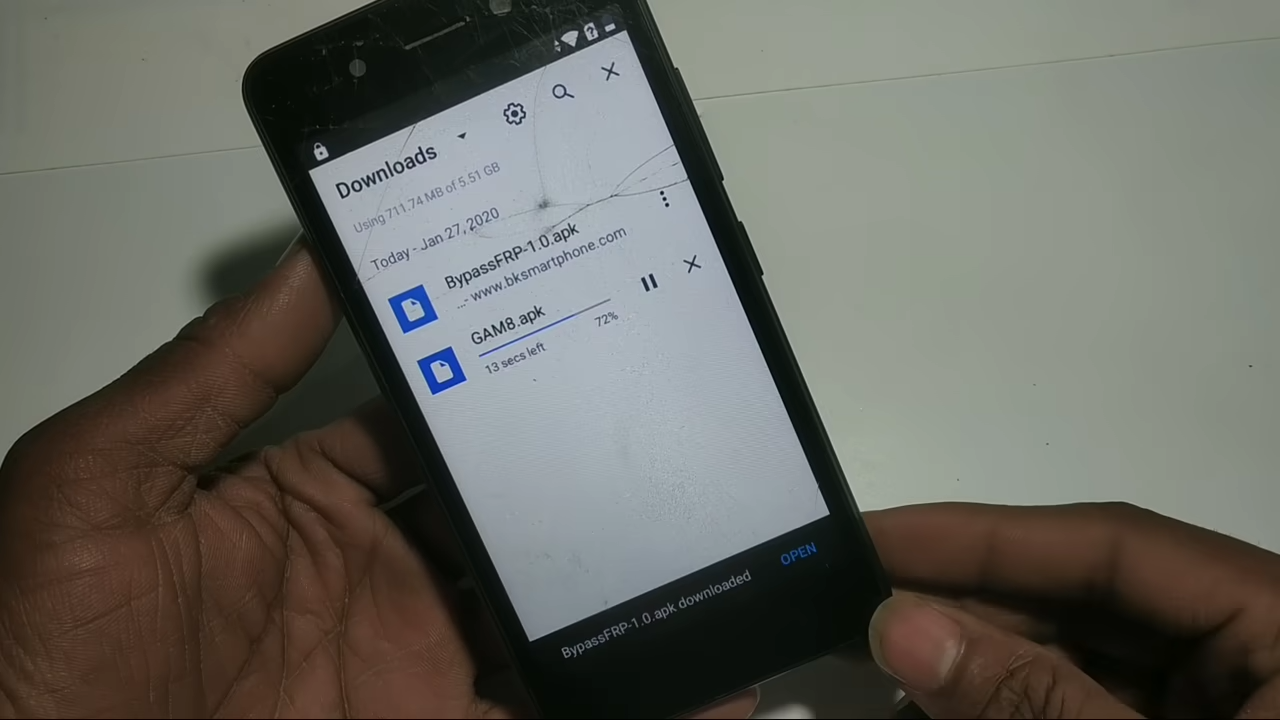 Downloads
Using 711.74 MB of 5.51 GB
Today - Jan 27, 2020
BypassFRP-1.0.apk
...- www.bksmartphone.com
GAM8.apk
72%
13 secs left
BypassFRP-1.0.apk downloaded
OPEN